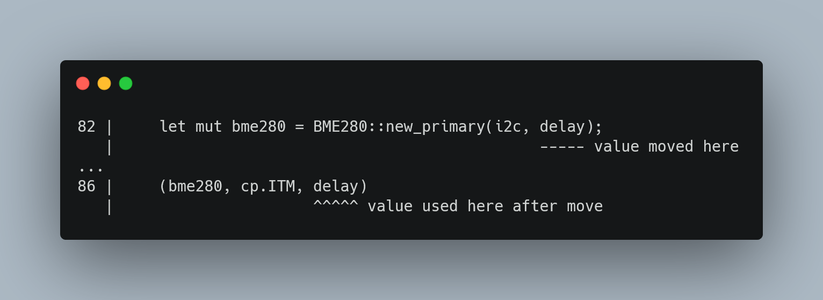 82 |     let mut bme280 = BME280::new_primary(i2c, delay);
   |                                               ----- value moved here
...
86 |     (bme280, cp.ITM, delay)
   |                      ^^^^^ value used here after move